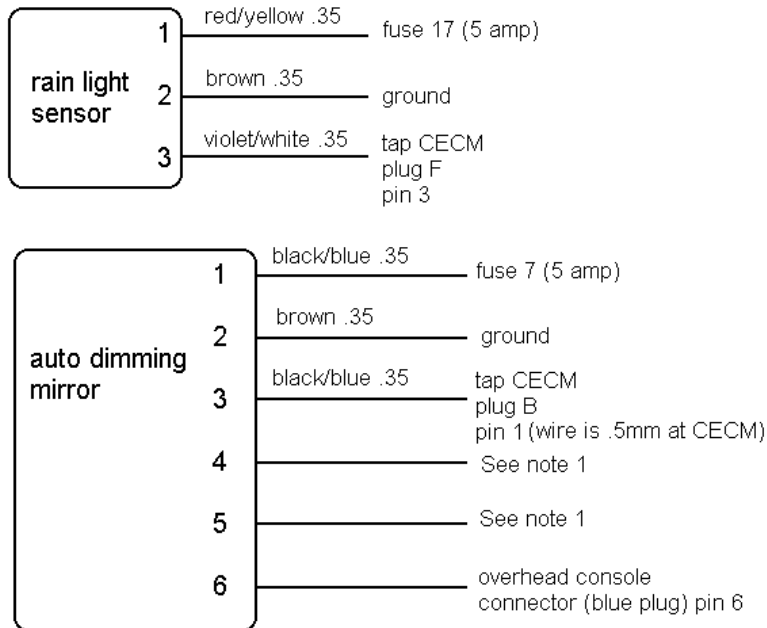 rain light
sensor
1
red/yellow .35
fuse 17 (5 amp)
2
brown .35
ground
3
violet/white .35
tap CECM
plug F
pin 3
auto dimming
mirror
1
black/blue .35
fuse 7 (5 amp)
2
brown .35
ground
3
black/blue .35
tap CECM
plug B
pin 1 (wire is .5mm at CECM)
4
See note 1
5
See note 1
6
overhead console
connector (blue plug) pin 6